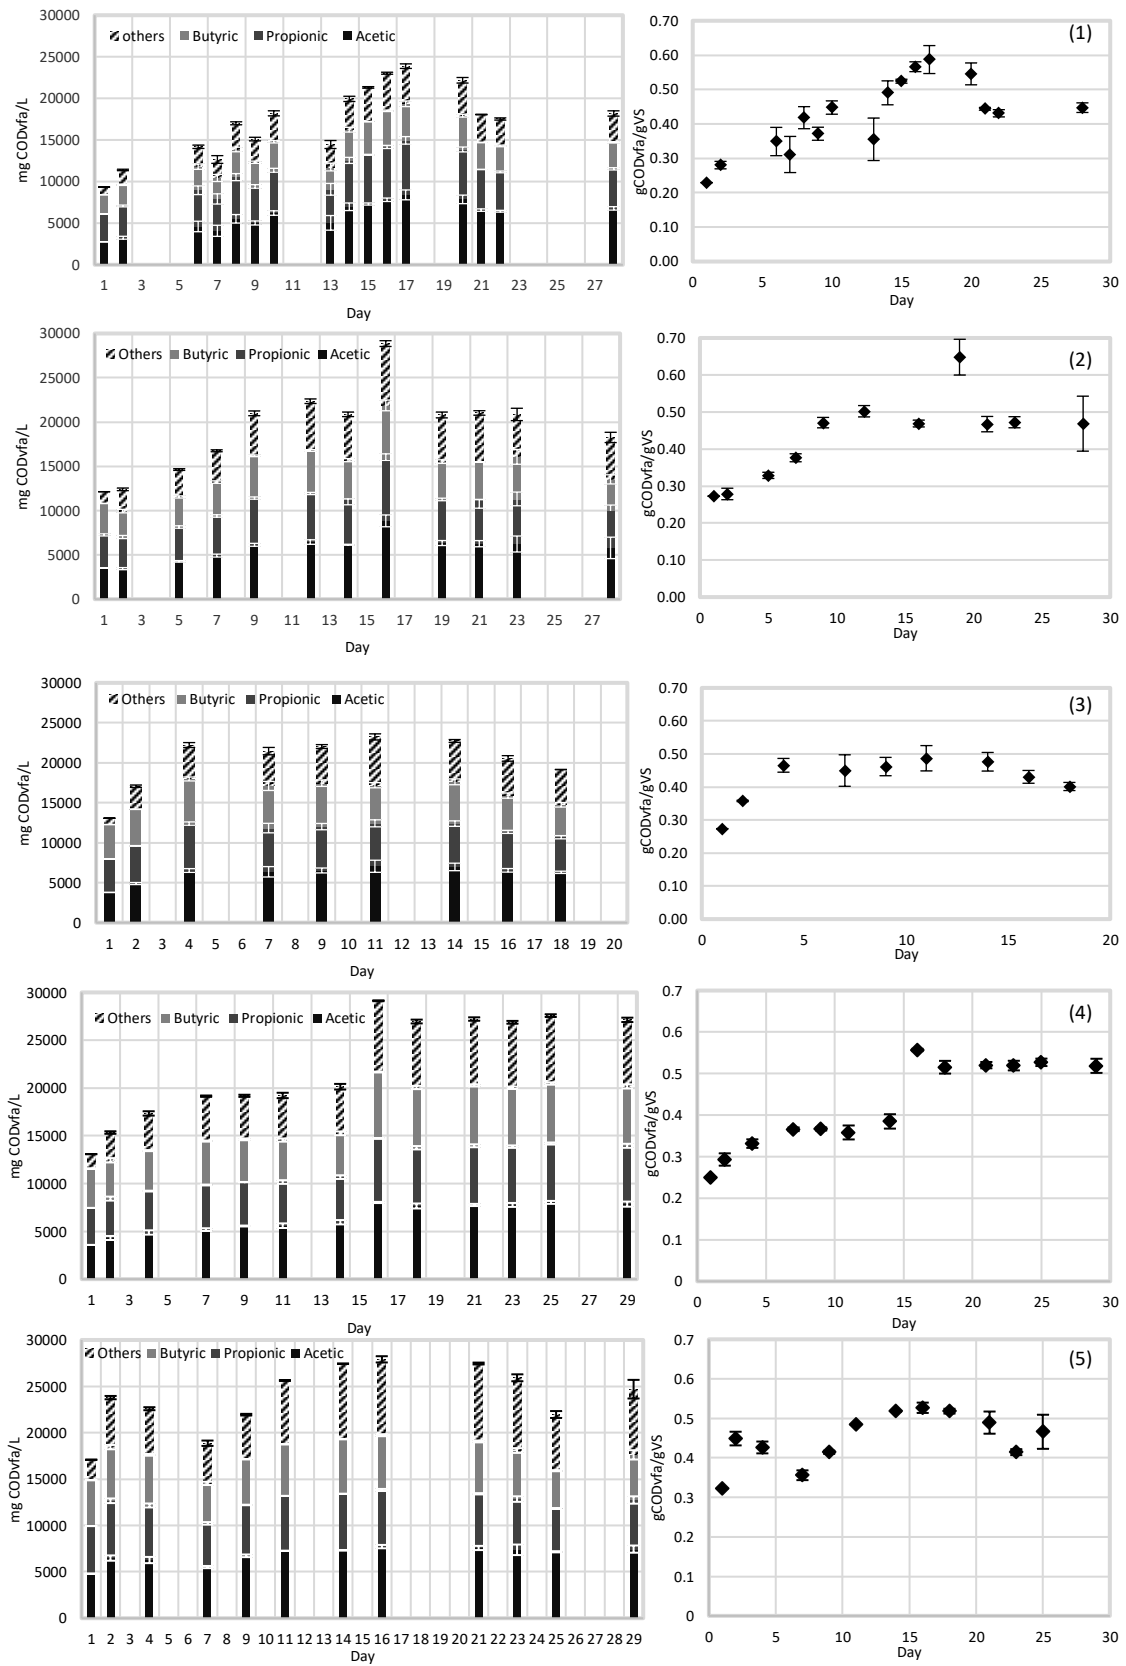 mg CODvfa/L
30000
25000
20000
15000
10000
5000
0
others Butyric Propionic Acetic
1 3 5 7 9 11 13 15 17 19 21 23 25 27
Day
gCODvfa/gVS
0.70
0.60
0.50
0.40
0.30
0.20
0.10
0.00
(1)
0 5 10 15 20 25 30
Day
mg CODvfa/L
30000
25000
20000
15000
10000
5000
0
Others Butyric Propionic Acetic
1 3 5 7 9 11 13 15 17 19 21 23 25 27
Day
gCODvfa/gVS
0.70
0.60
0.50
0.40
0.30
0.20
0.10
0.00
(2)
0 5 10 15 20 25 30
Day
mg CODvfa/L
30000
25000
20000
15000
10000
5000
0
Others Butyric Propionic Acetic
1 2 3 4 5 6 7 8 9 10 11 12 13 14 15 16 17 18 19 20
Day
gCODvfa/gVS
0.70
0.60
0.50
0.40
0.30
0.20
0.10
0.00
(3)
0 5 10 15 20
Day
mg CODvfa/L
30000
25000
20000
15000
10000
5000
0
Others Butyric Propionic Acetic
1 3 5 7 9 11 13 15 17 19 21 23 25 27 29
Day
gCODvfa/gVS
0.7
0.6
0.5
0.4
0.3
0.2
0.1
0
(4)
0 5 10 15 20 25 30
Day
mg CODvfa/L
30000
25000
20000
15000
10000
5000
0
Others Butyric Propionic Acetic
1 2 3 4 5 6 7 8 9 10 11 12 13 14 15 16 17 18 19 20 21 22 23 24 25 26 27 28 29
Day
gCODvfa/gVS
0.7
0.6
0.5
0.4
0.3
0.2
0.1
0
(5)
0 5 10 15 20 25 30
Day